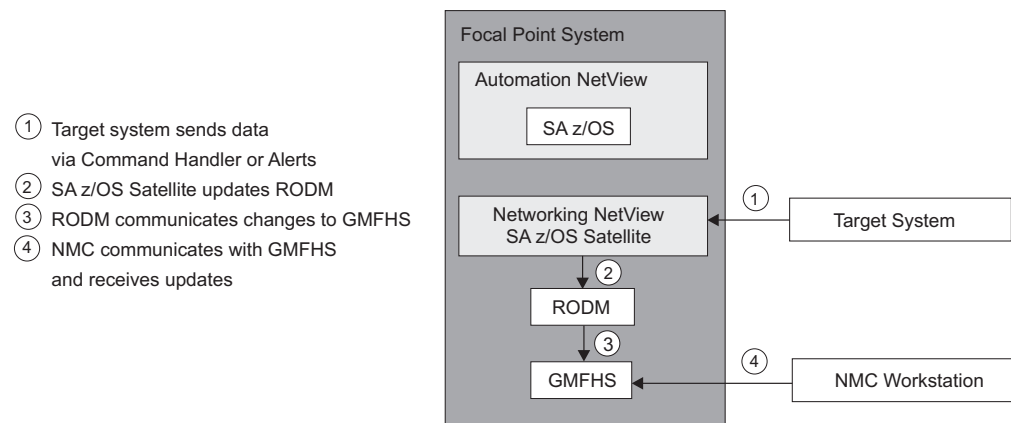 ① Target system sends data
via Command Handler or Alerts
② SA z/OS Satellite updates RODM
③ RODM communicates changes to GMFHS
④ NMC communicates with GMFHS
and receives updates
Focal Point System
Automation NetView
SA z/OS
Networking NetView
SA z/OS Satellite
①
Target System
②
RODM
③
GMFHS
④
NMC Workstation